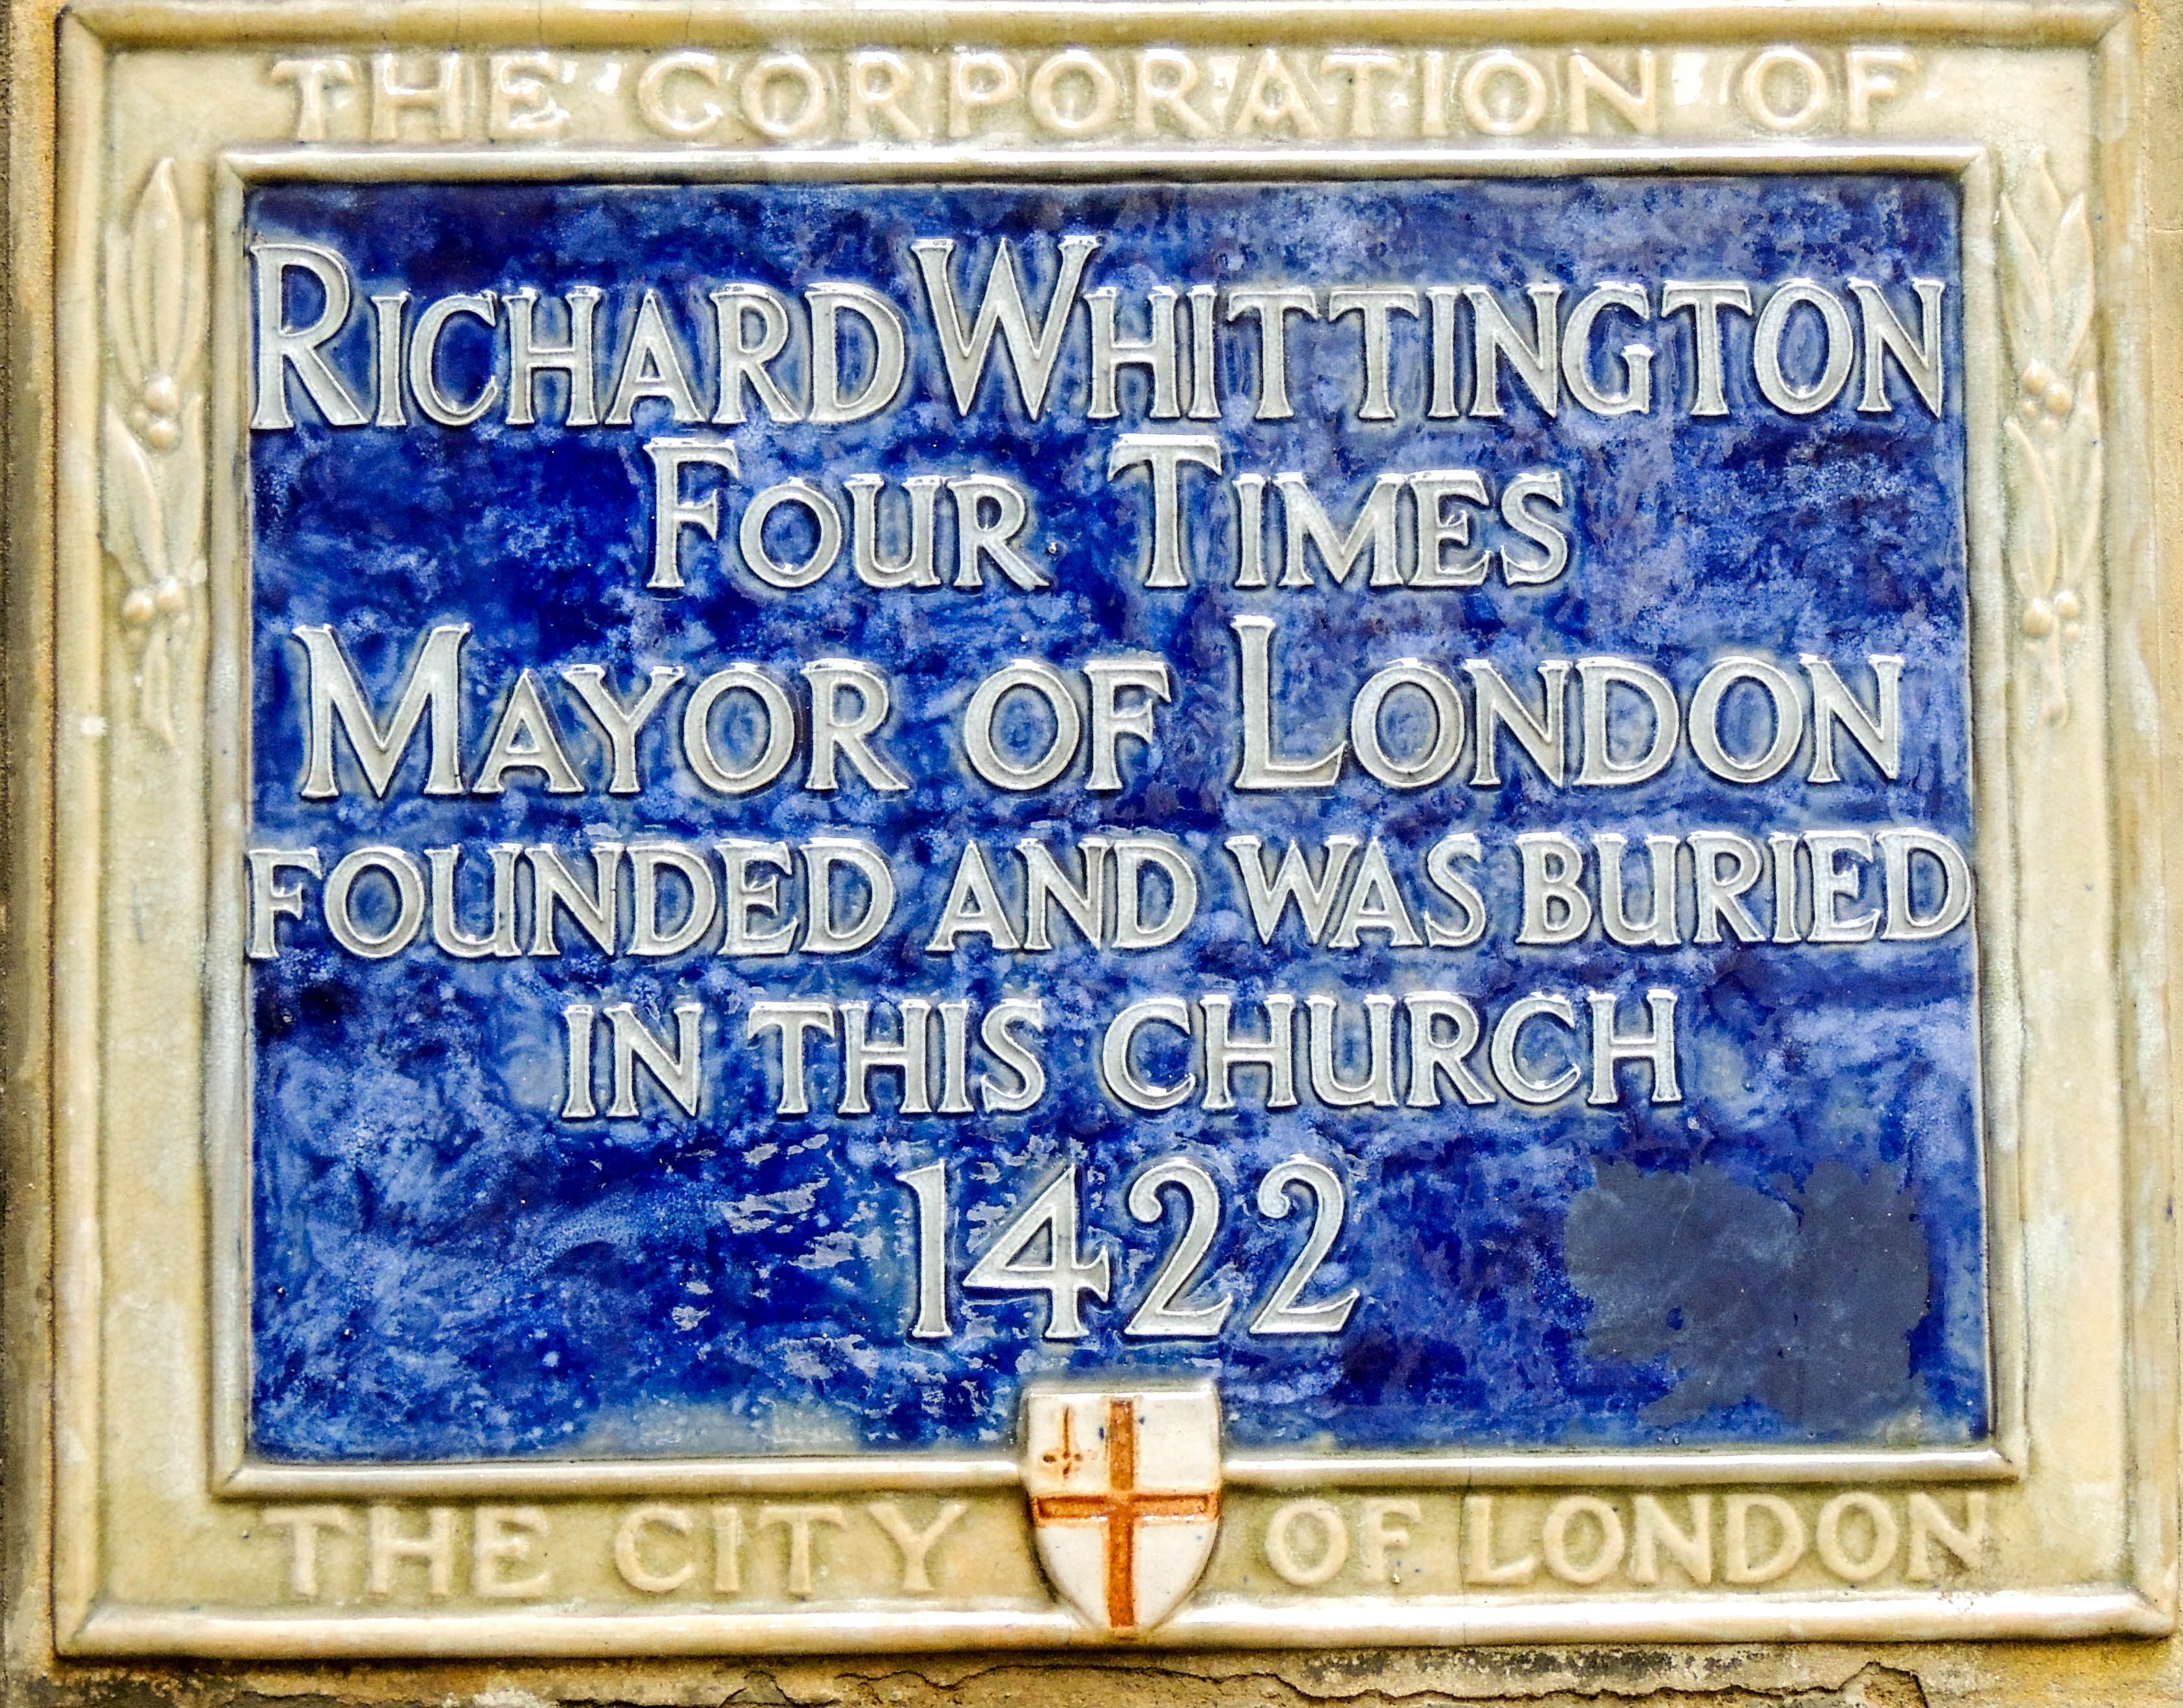 THE CORPORATION OF
RICHARD WHITTINGTON
FOUR TIMES
MAYOR OF LONDON
FOUNDED AND WAS BURIED
IN THIS CHURCH
1422
THE CITY OF LONDON